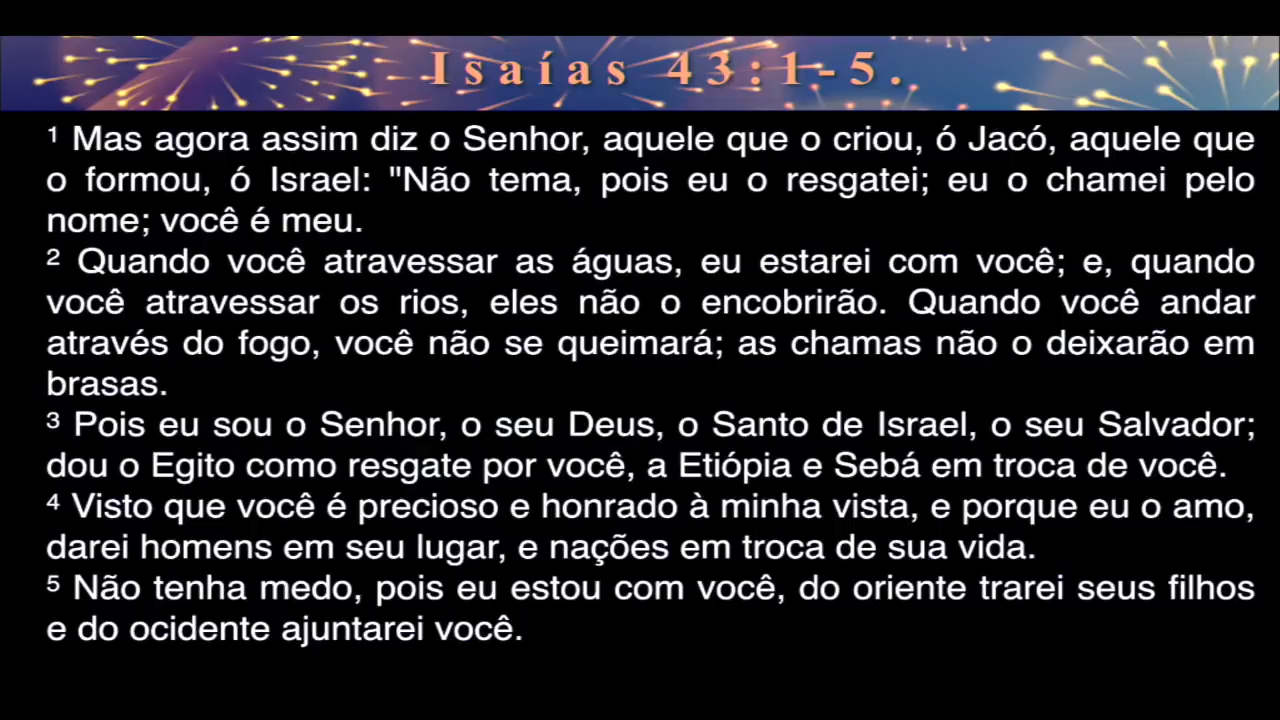 Isaías 43:1-5.
¹ Mas agora assim diz o Senhor, aquele que o criou, ó Jacó, aquele que
o formou, ó Israel: "Não tema, pois eu o resgatei; eu o chamei pelo
nome; você é meu.
² Quando você atravessar as águas, eu estarei com você; e, quando
você atravessar os rios, eles não o encobrirão. Quando você andar
através do fogo, você não se queimará; as chamas não o deixarão em
brasas.
³ Pois eu sou o Senhor, o seu Deus, o Santo de Israel, o seu Salvador;
dou o Egito como resgate por você, a Etiópia e Sebá em troca de você.
⁴ Visto que você é precioso e honrado à minha vista, e porque eu o amo,
darei homens em seu lugar, e nações em troca de sua vida.
⁵ Não tenha medo, pois eu estou com você, do oriente trarei seus filhos
e do ocidente ajuntarei você.